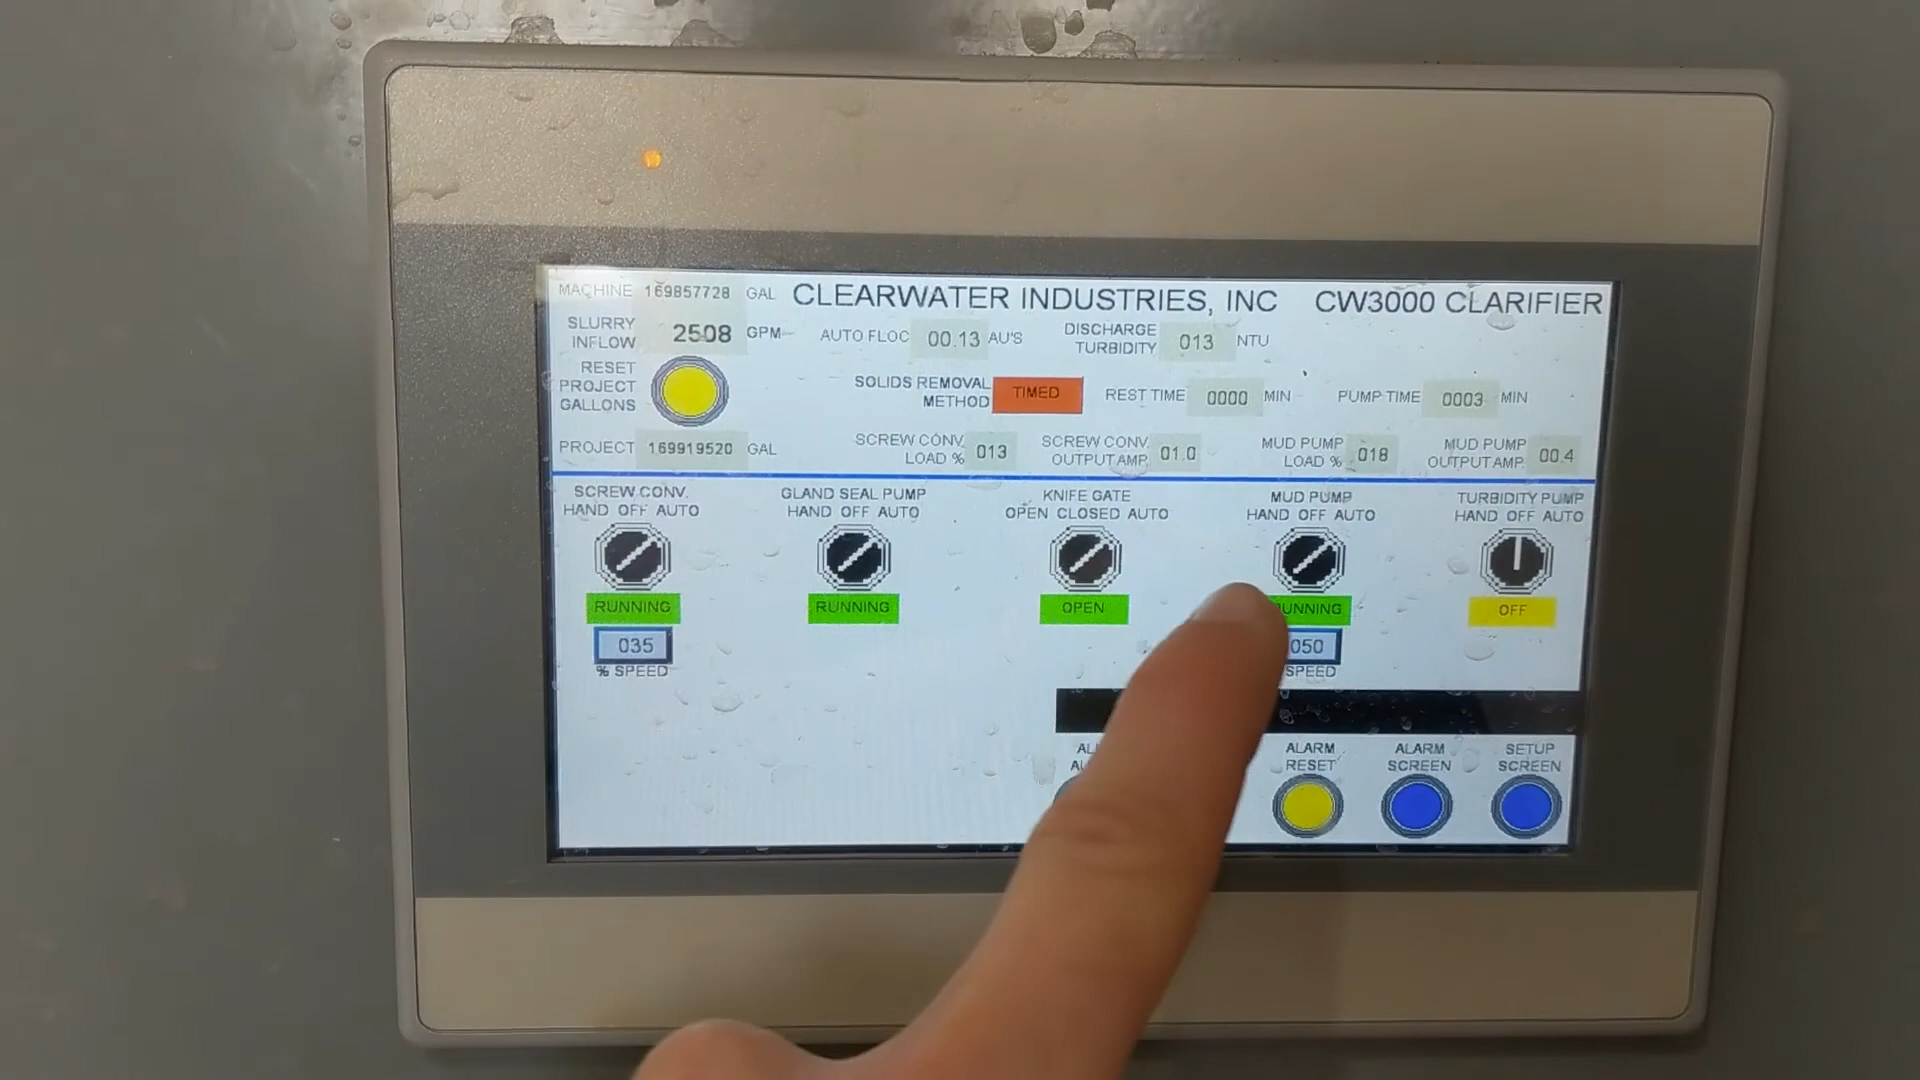 MACHINE 169857728 GAL CLEARWATER INDUSTRIES, INC CW3000 CLARIFIER
SLURRY INFLOW 2508 GPM AUTO FLOC 00.13 AU'S DISCHARGE TURBIDITY 013 NTU
RESET PROJECT GALLONS
SOLIDS REMOVAL METHOD TIMED REST TIME 0000 MIN PUMP TIME 0003 MIN
PROJECT 169919520 GAL SCREW CONV. LOAD % 013 SCREW CONV. OUTPUT AMP. 01.0 MUD PUMP LOAD % 018 MUD PUMP OUTPUT AMP. 00.4
SCREW CONV. GLAND SEAL PUMP KNIFE GATE MUD PUMP TURBIDITY PUMP
HAND OFF AUTO HAND OFF AUTO OPEN CLOSED AUTO HAND OFF AUTO HAND OFF AUTO
RUNNING RUNNING OPEN RUNNING OFF
035 050
% SPEED SPEED
ALARM RESET ALARM SCREEN SETUP SCREEN